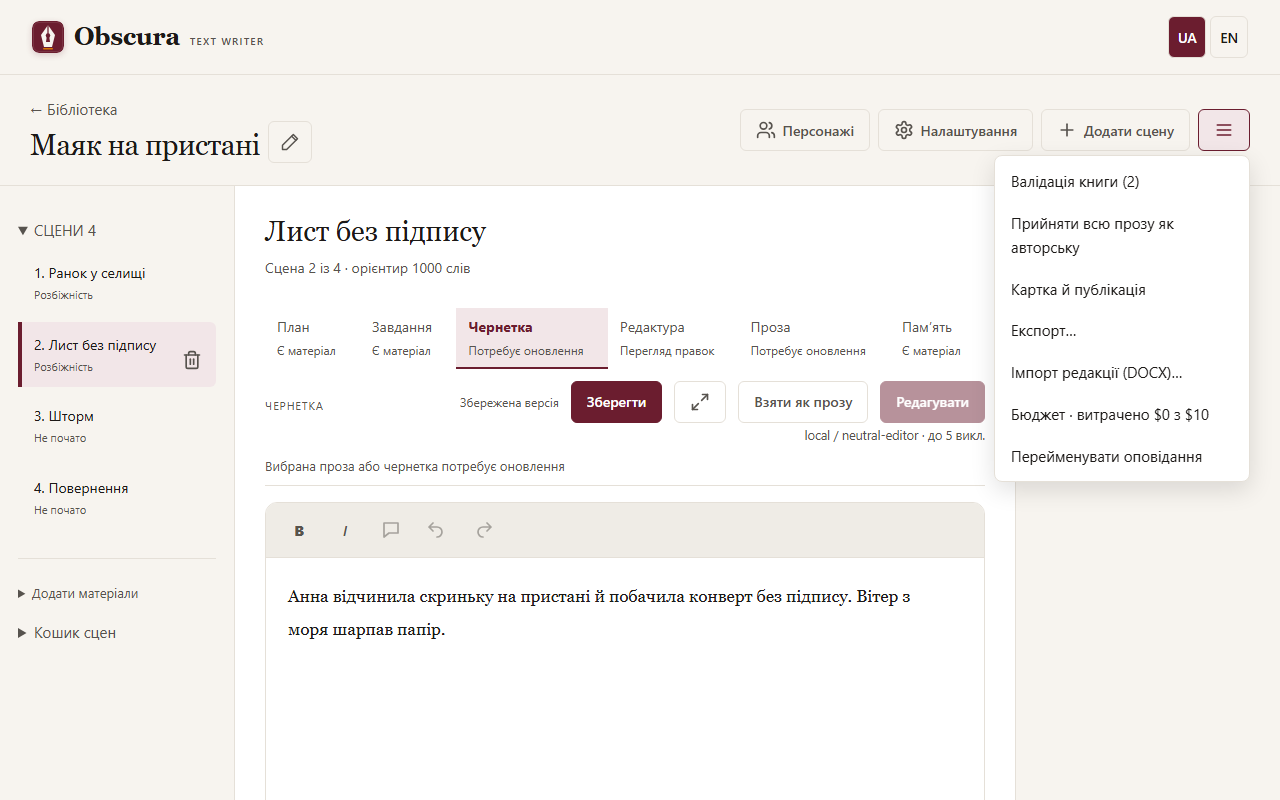 Obscura TEXT WRITER
UA EN
← Бібліотека
Маяк на пристані
Персонажі
Налаштування
Додати сцену
Валідація книги (2)
Прийняти всю прозу як
авторську
Картка й публікація
Експорт...
Імпорт редакції (DOCX)...
Бюджет · витрачено $0 з $10
Перейменувати оповідання
▼ СЦЕНИ 4
1. Ранок у селищі
Розбіжність
2. Лист без підпису
Розбіжність
3. Шторм
Не почато
4. Повернення
Не почато
▶ Додати матеріали
▶ Кошик сцен
Лист без підпису
Сцена 2 із 4 · орієнтир 1000 слів
План
Є матеріал
Завдання
Є матеріал
Чернетка
Потребує оновлення
Редактура
Перегляд правок
Проза
Потребує оновлення
Пам’ять
Є матеріал
ЧЕРНЕТКА
Збережена версія
Зберегти
Взяти як прозу
Редагувати
local / neutral-editor · до 5 викл.
Вибрана проза або чернетка потребує оновлення
B I
Анна відчинила скриньку на пристані й побачила конверт без підпису. Вітер з
моря шарпав папір.